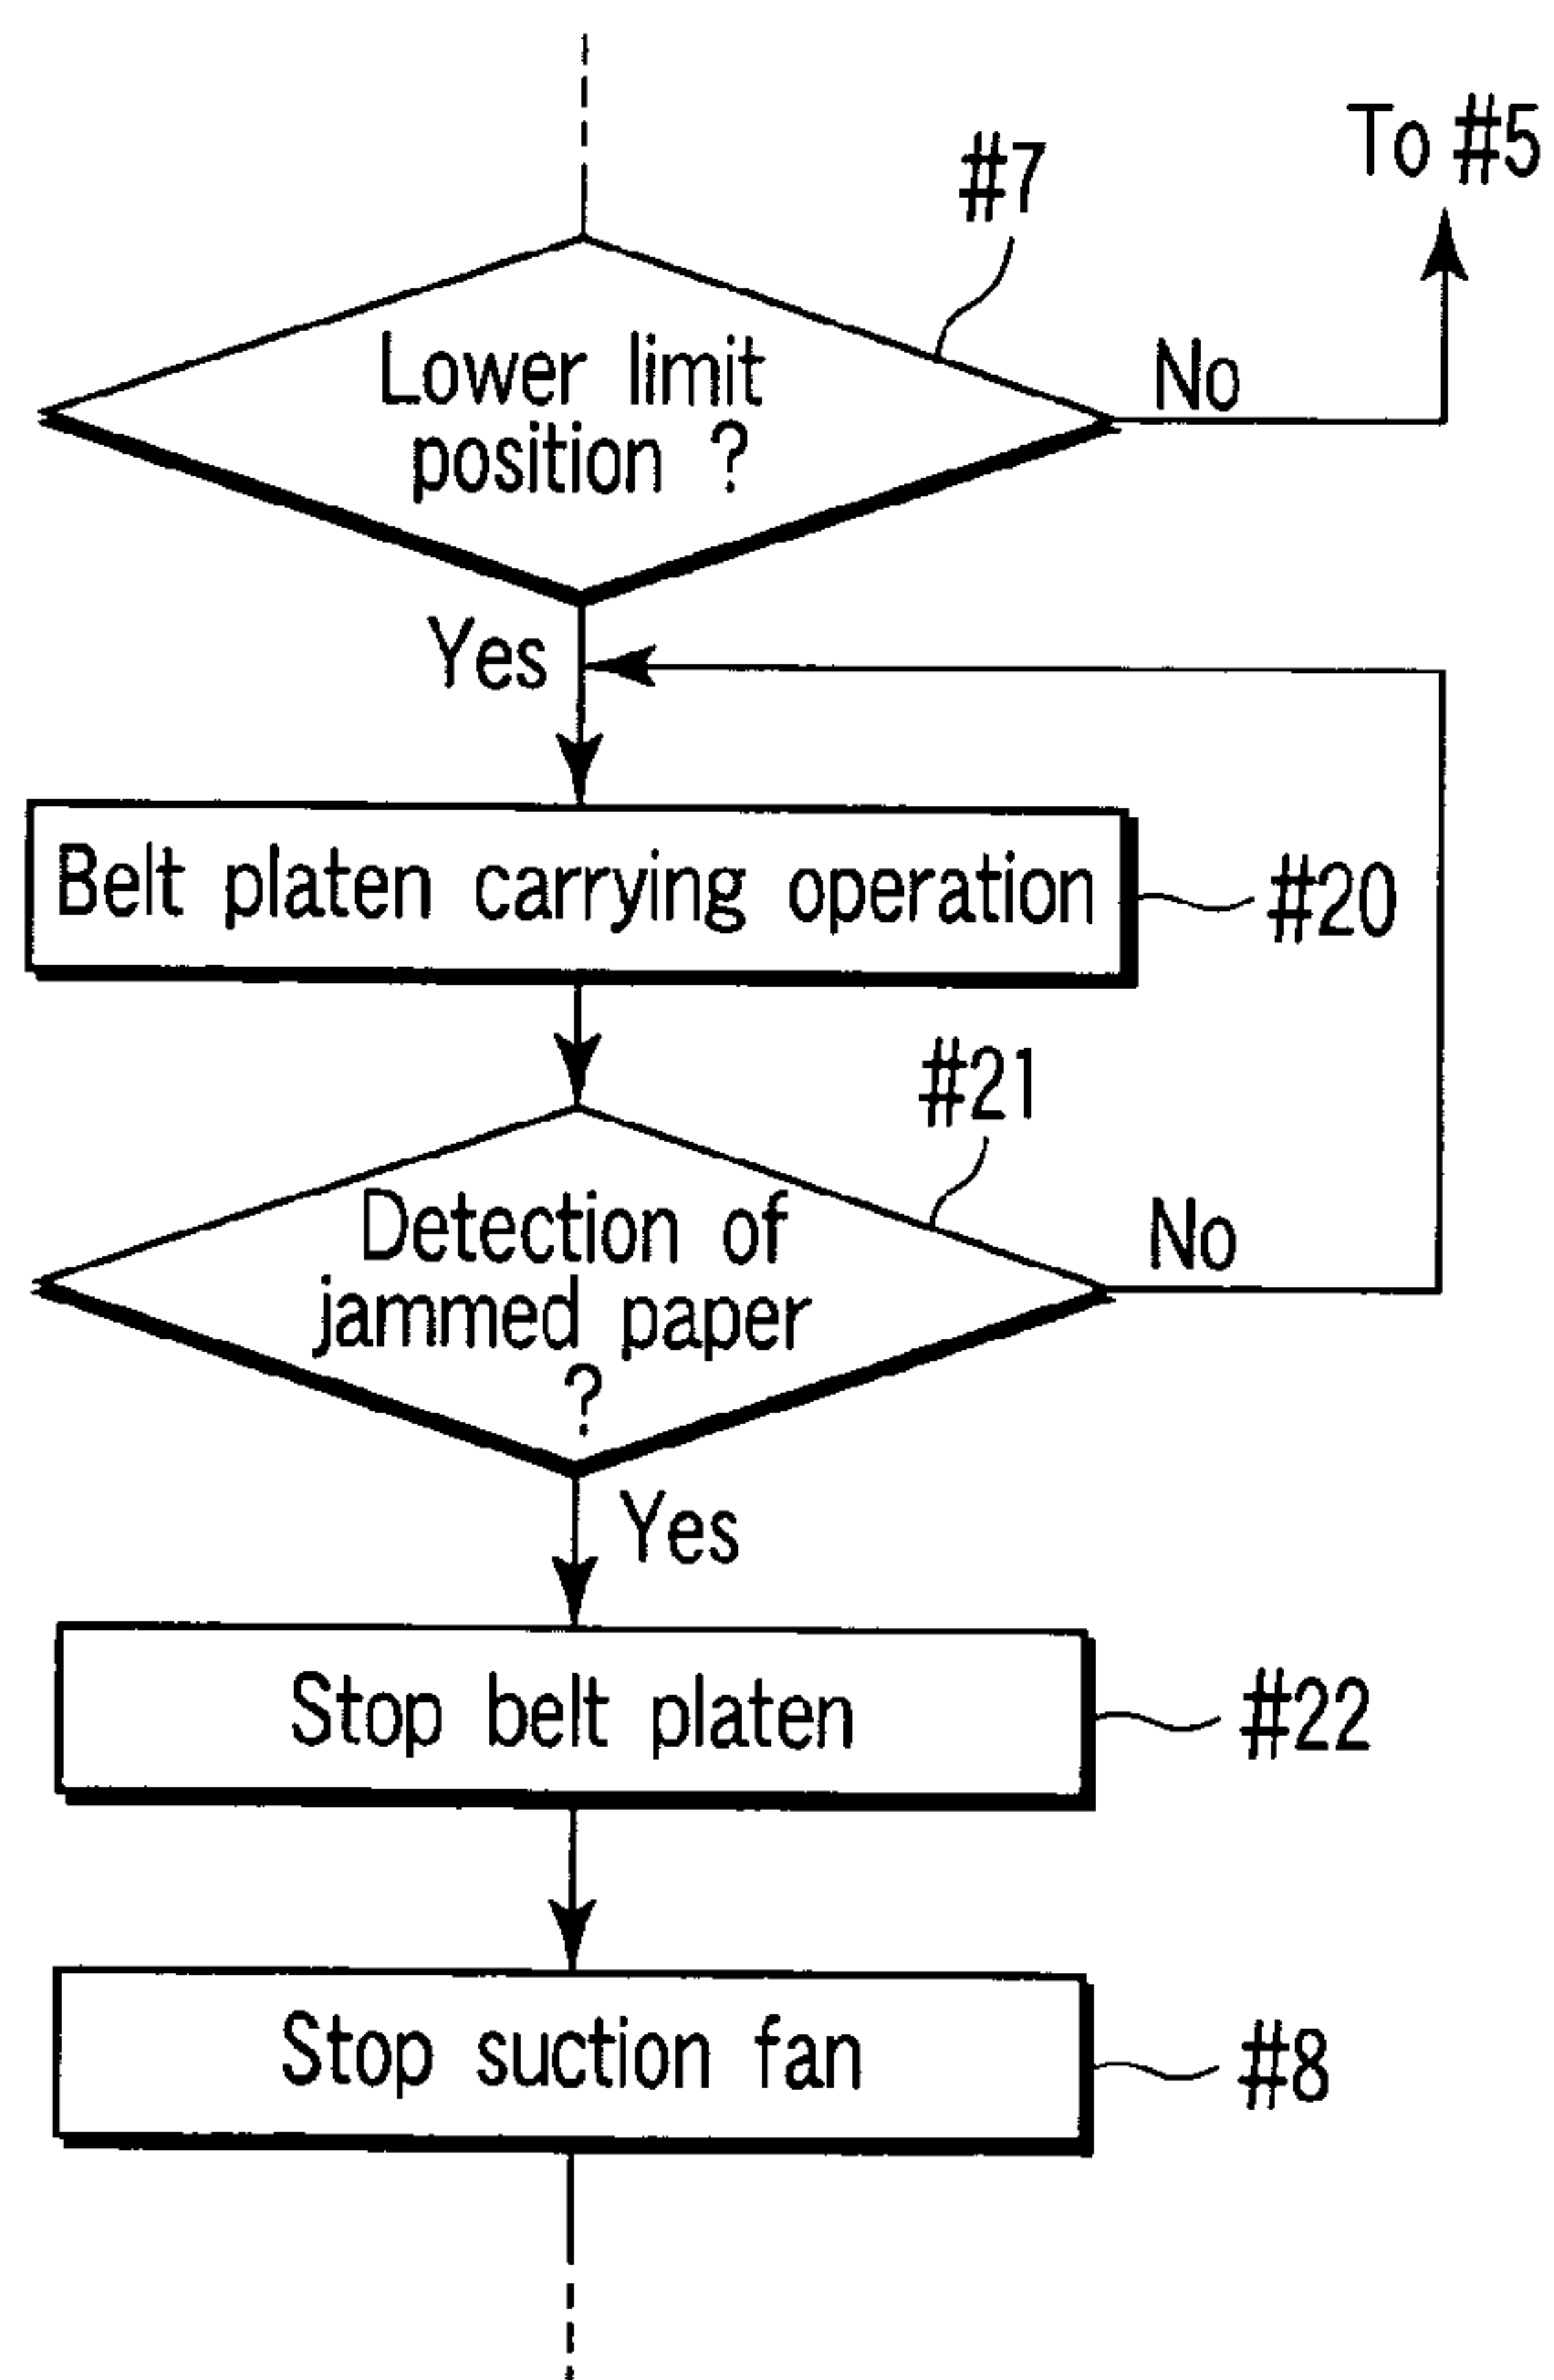 To #5
#7
Lower limit
position ?
No
Yes
Belt platen carrying operation
#20
#21
Detection of
jammed paper
?
No
Yes
Stop belt platen
#22
Stop suction fan
#8